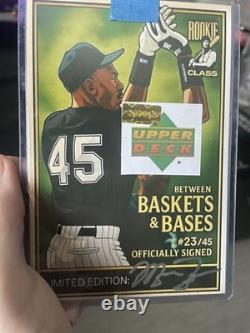 ROOKIE
CLASS
45
UPPER
DECK
BETWEEN
BASKETS
& BASES
#23/45
OFFICIALLY SIGNED
LIMITED EDITION: